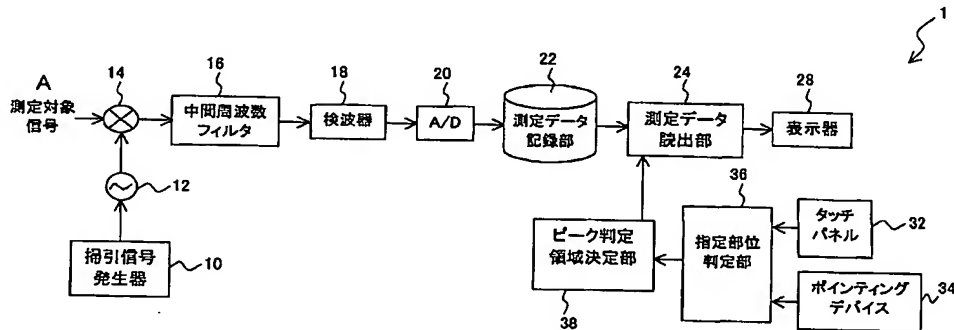 1
A
測定対象
信号
14
16
中間周波数
フィルタ
18
検波器
20
A/D
22
測定データ
記録部
24
測定データ
読出部
28
表示器
12
掃引信号
発生器
10
ピーク判定
領域決定部
38
36
指定部位
判定部
タッチ
パネル
32
ポインティング
デバイス
34